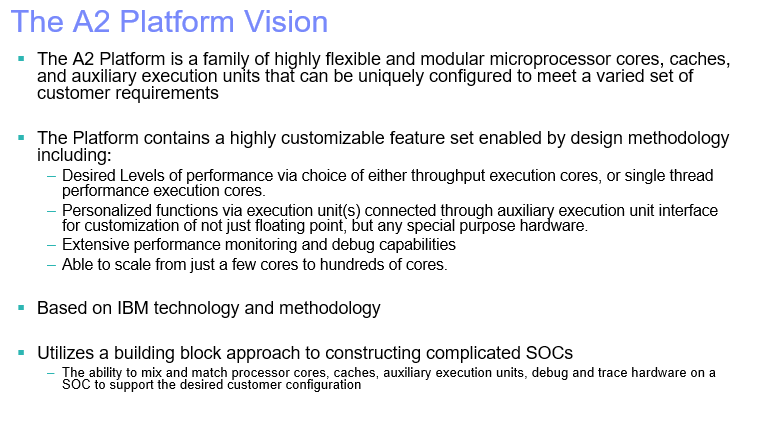 The A2 Platform Vision
The A2 Platform is a family of highly flexible and modular microprocessor cores, caches,
and auxiliary execution units that can be uniquely configured to meet a varied set of
customer requirements
The Platform contains a highly customizable feature set enabled by design methodology
including:
– Desired Levels of performance via choice of either throughput execution cores, or single thread
performance execution cores.
– Personalized functions via execution unit(s) connected through auxiliary execution unit interface
for customization of not just floating point, but any special purpose hardware.
– Extensive performance monitoring and debug capabilities
– Able to scale from just a few cores to hundreds of cores.
Based on IBM technology and methodology
Utilizes a building block approach to constructing complicated SOCs
– The ability to mix and match processor cores, caches, auxiliary execution units, debug and trace hardware on a
SOC to support the desired customer configuration